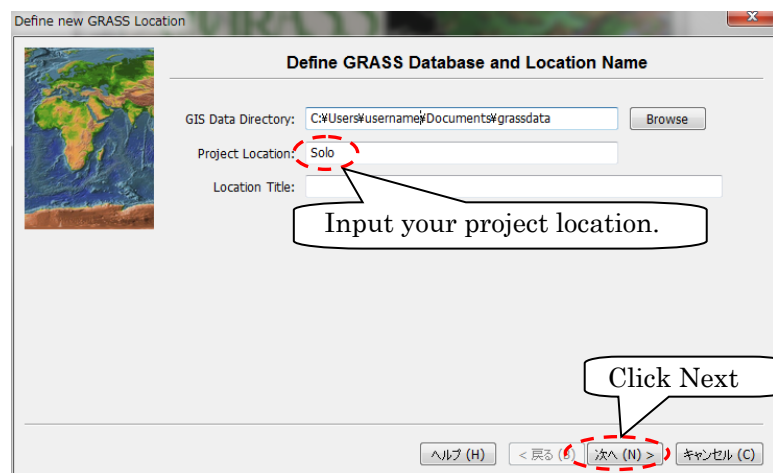 Define new GRASS Location
Define GRASS Database and Location Name
GIS Data Directory: C:¥Users¥username¥Documents¥grassdata Browse
Project Location: Solo
Location Title:
Input your project location.
Click Next
ヘルプ (H) < 戻る (B) 次へ (N) > キャンセル (C)